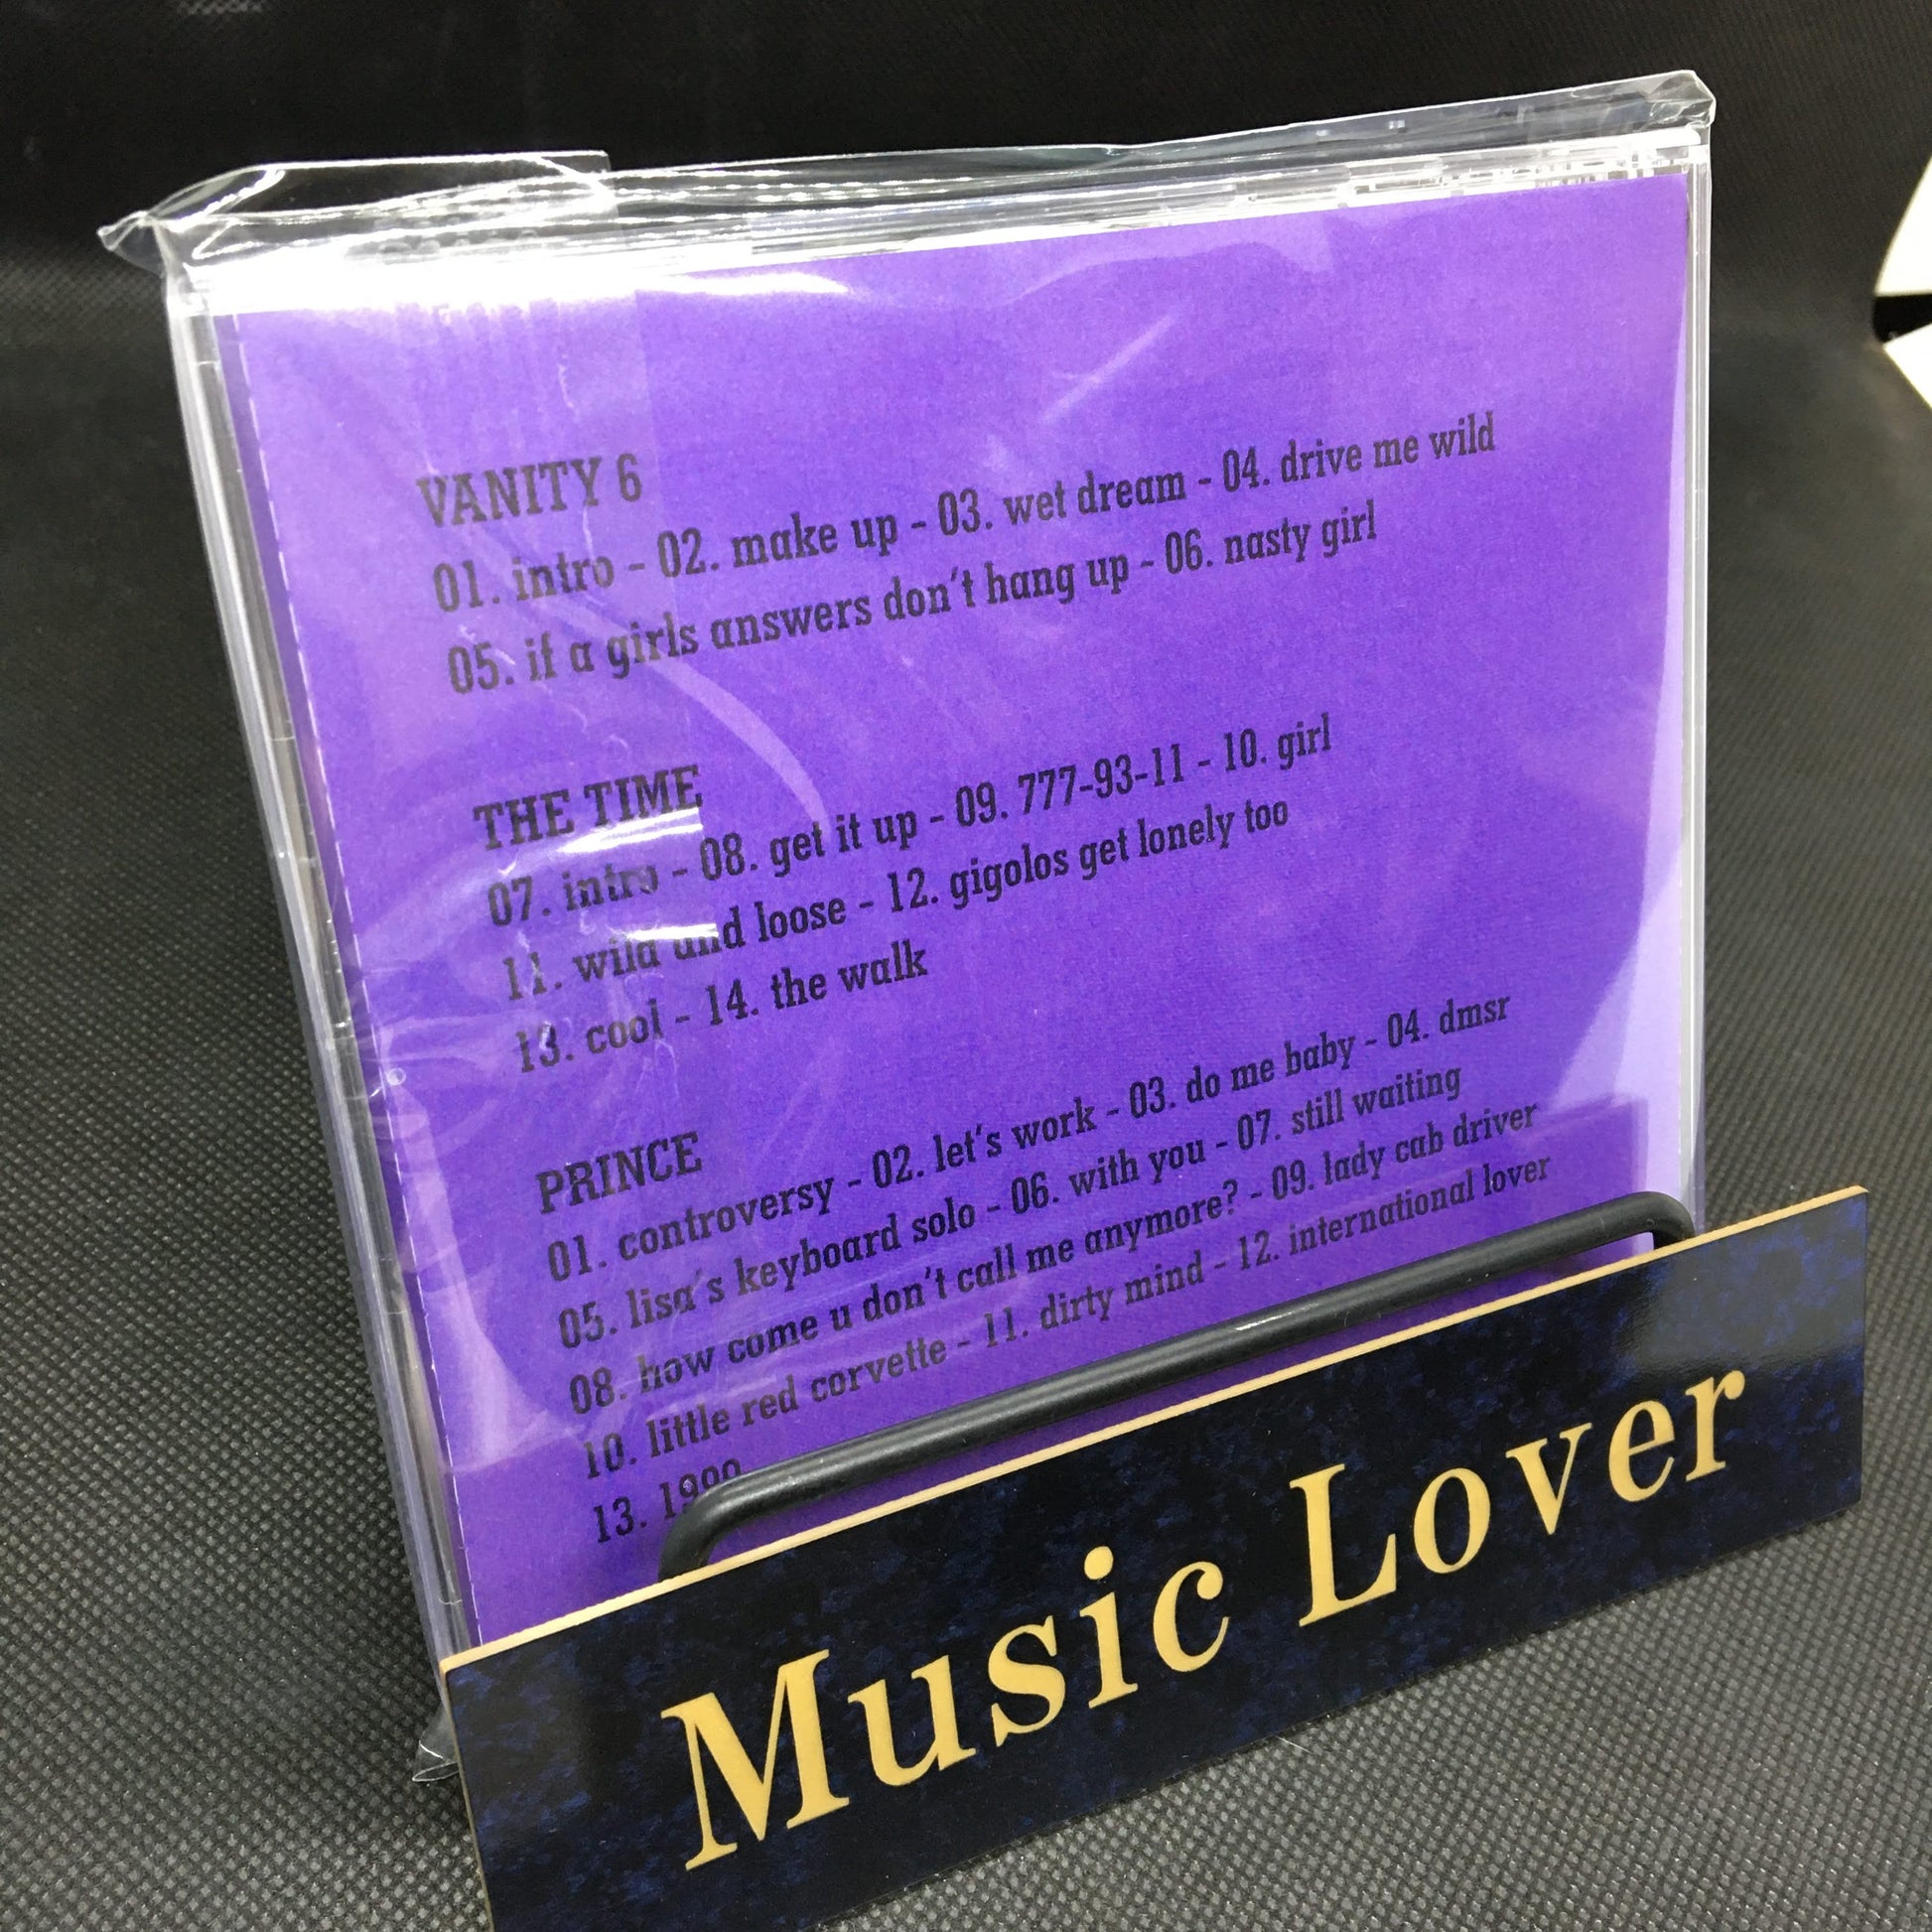 VANITY 6
01. intro - 02. make up - 03. wet dream - 04. drive me wild
05. if a girls answers don't hang up - 06. nasty girl
THE TIME
07. intro - 08. get it up - 09. 777-93-11 - 10. girl
11. wild and loose - 12. gigolos get lonely too
13. cool - 14. the walk
PRINCE
01. controversy - 02. let's work - 03. do me baby - 04. dmsr
05. lisa's keyboard solo - 06. with you - 07. still waiting
08. how come u don't call me anymore? - 09. lady cab driver
10. little red corvette - 11. dirty mind - 12. international lover
13. 1999
Music Lover